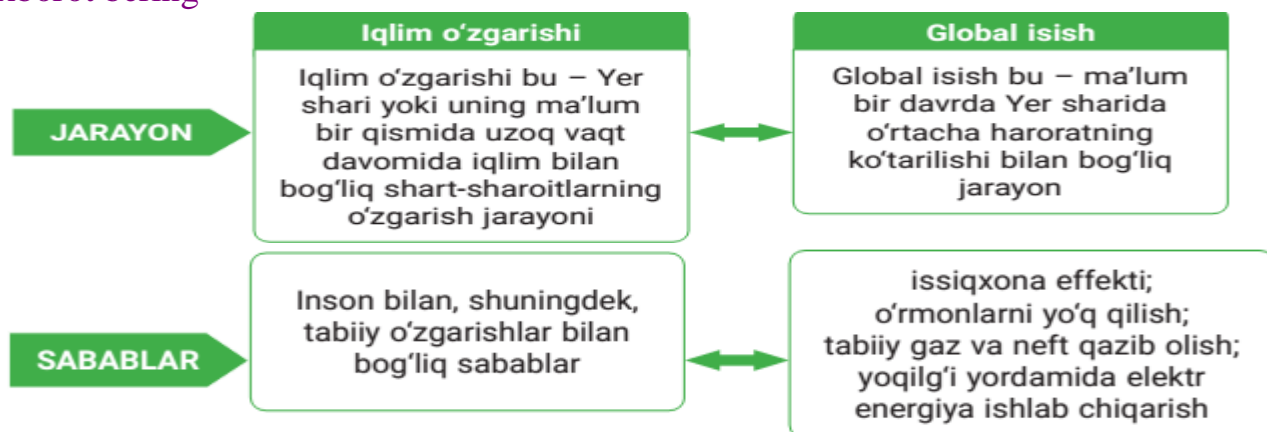 Iqlim o‘zgarishi
Global isish
JARAYON
Iqlim o‘zgarishi bu – Yer
shari yoki uning ma’lum
bir qismida uzoq vaqt
davomida iqlim bilan
bog‘liq shart-sharoitlarning
o‘zgarish jarayoni
Global isish bu – ma’lum
bir davrda Yer sharida
o‘rtacha haroratning
ko‘tarilishi bilan bog‘liq
jarayon
SABABLAR
Inson bilan, shuningdek,
tabiiy o‘zgarishlar bilan
bog‘liq sabablar
issiqxona effekti;
o‘rmonlarni yo‘q qilish;
tabiiy gaz va neft qazib olish;
yoqilg‘i yordamida elektr
energiya ishlab chiqarish